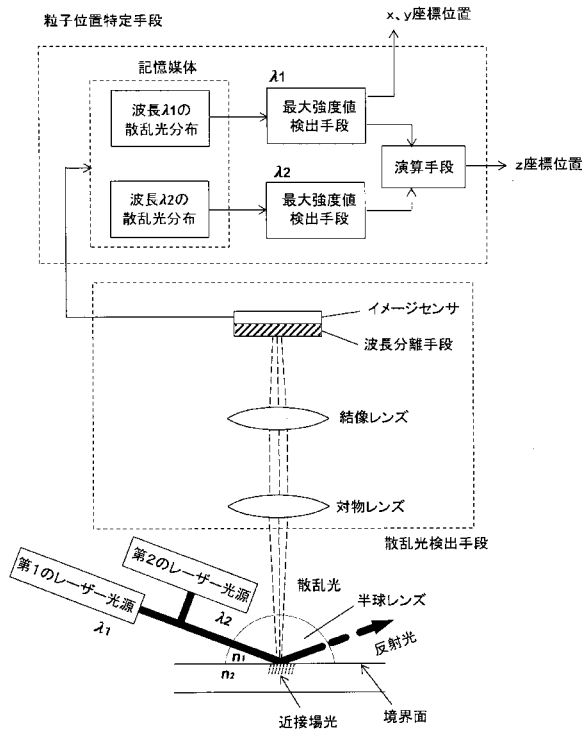 粒子位置特定手段
x、y座標位置
記憶媒体
λ1
波長λ1の
散乱光分布
最大強度値
検出手段
演算手段
z座標位置
λ2
波長λ2の
散乱光分布
最大強度値
検出手段
イメージセンサ
波長分離手段
結像レンズ
対物レンズ
散乱光検出手段
第1のレーザー光源
第2のレーザー光源
散乱光
半球レンズ
λ1
λ2
反射光
n1
n2
近接場光
境界面